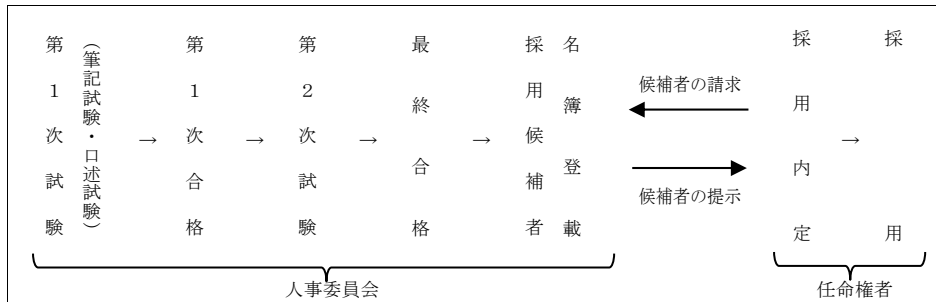 第1次試験
（筆記試験・口述試験）
→
第1次合格
→
第2次試験
→
最終合格
→
採用候補者
名簿登載
候補者の請求
候補者の提示
採用内定
→
採用
人事委員会
任命権者